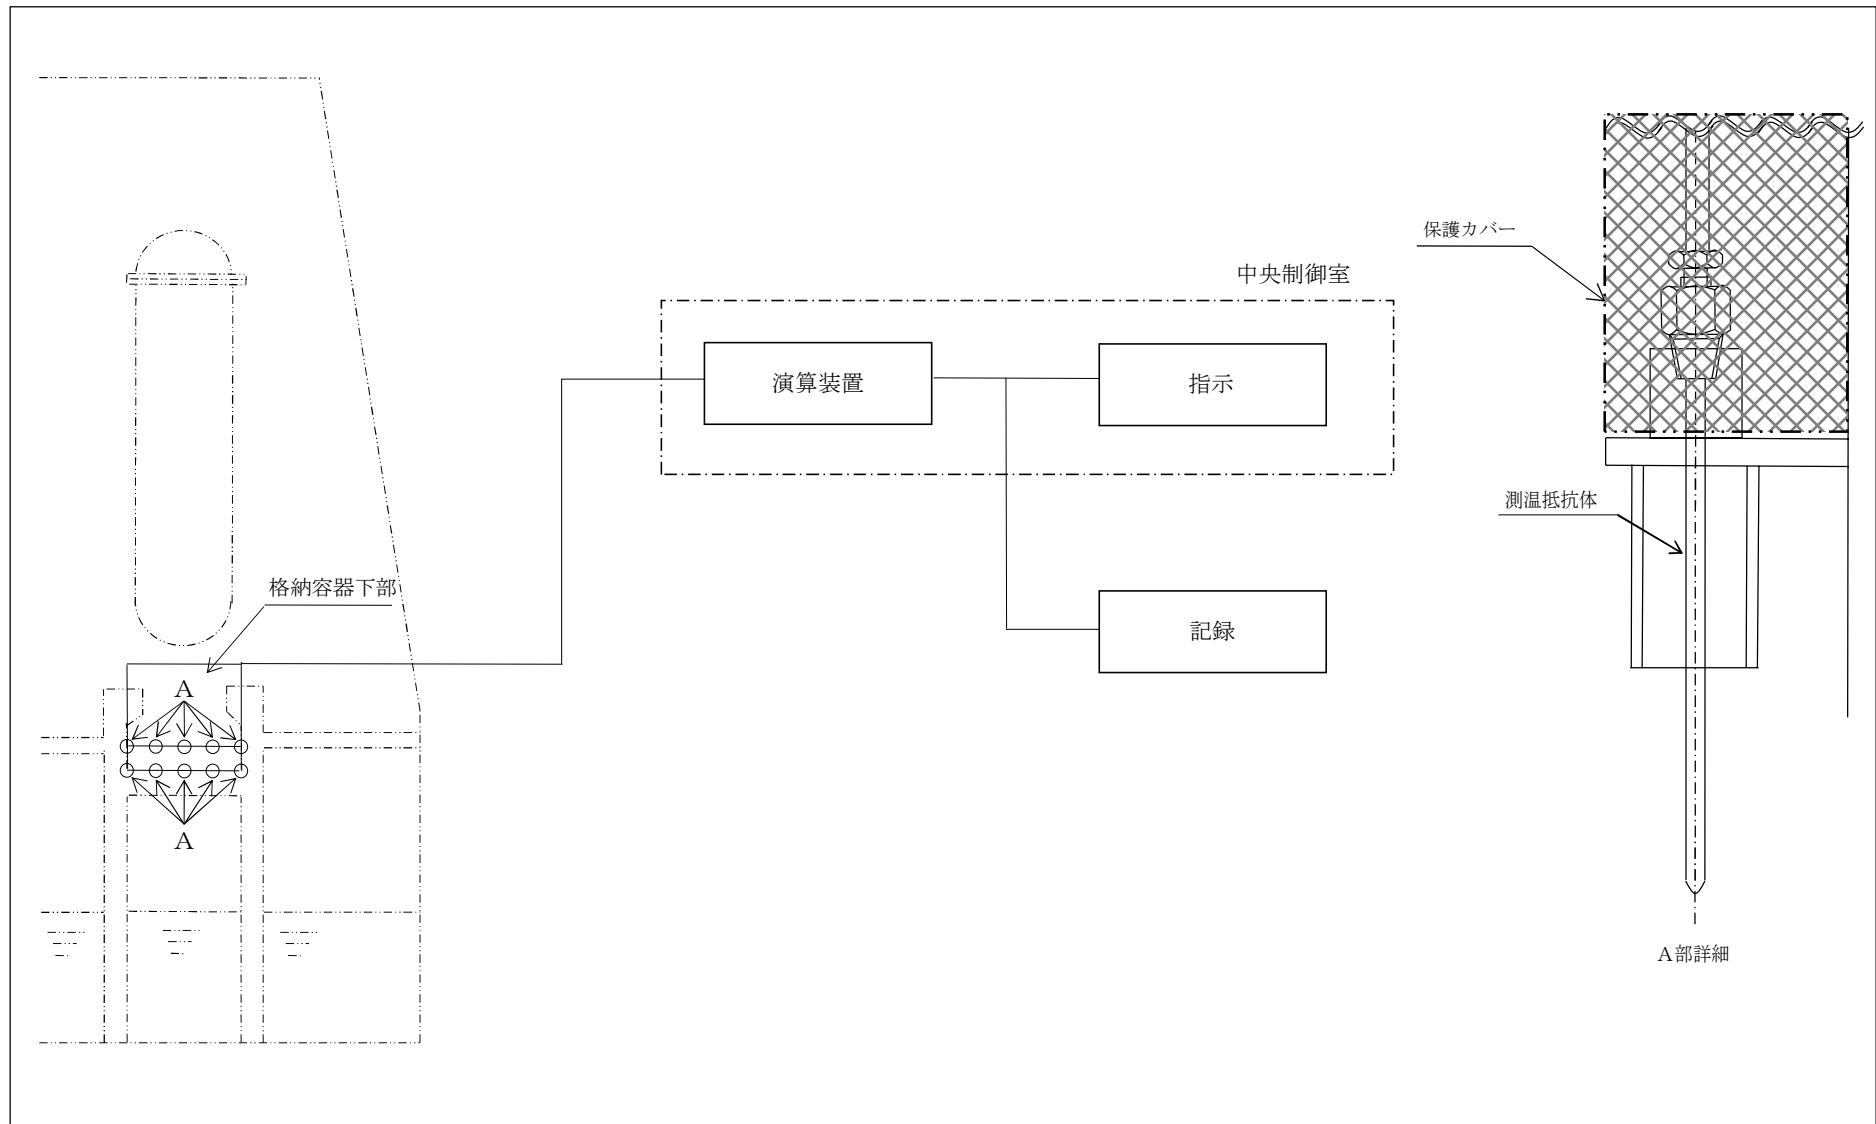 中央制御室
演算装置
指示
記録
格納容器下部
A
A
保護カバー
測温抵抗体
A部詳細